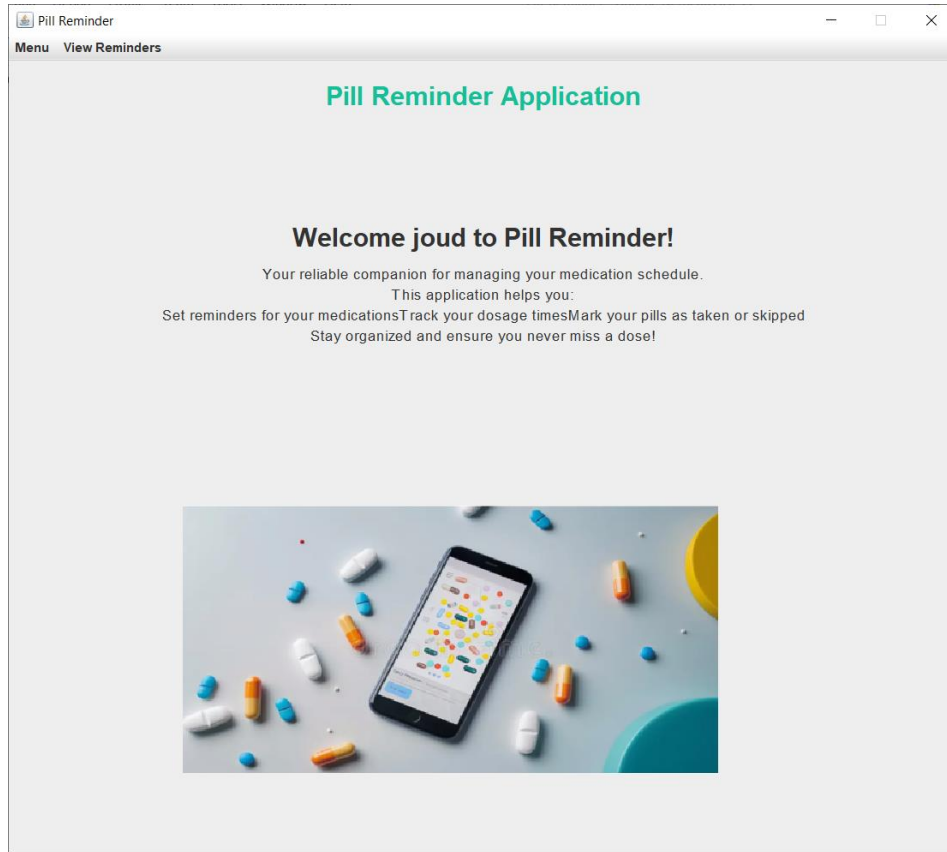 Pill Reminder
Menu View Reminders
Pill Reminder Application
Welcome joud to Pill Reminder!
Your reliable companion for managing your medication schedule.
This application helps you:
Set reminders for your medicationsTrack your dosage timesMark your pills as taken or skipped
Stay organized and ensure you never miss a dose!